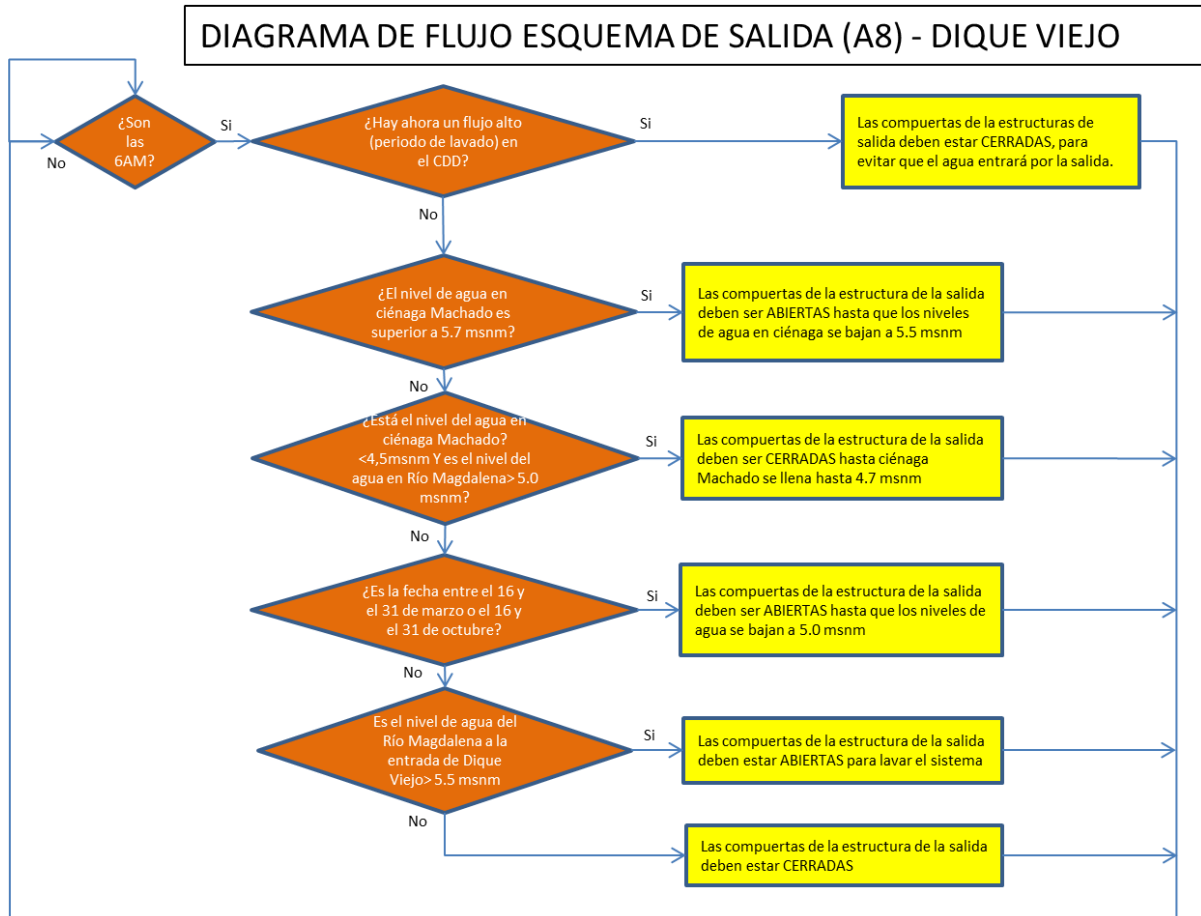 DIAGRAMA DE FLUJO ESQUEMA DE SALIDA (A8) - DIQUE VIEJO
¿Son
las
6AM?
Si
No
¿Hay ahora un flujo alto
(periodo de lavado) en
el CDD?
Si
Las compuertas de la estructuras de
salida deben estar CERRADAS, para
evitar que el agua entrará por la salida.
No
¿El nivel de agua en
ciénaga Machado es
superior a 5.7 msnm?
Si
Las compuertas de la estructura de la salida
deben ser ABIERTAS hasta que los niveles
de agua en ciénaga se bajan a 5.5 msnm
No
¿Está el nivel del agua en
ciénaga Machado?
<4,5msnm Y es el nivel del
agua en Río Magdalena> 5.0
msnm?
Si
Las compuertas de la estructura de la salida
deben ser CERRADAS hasta ciénaga
Machado se llena hasta 4.7 msnm
No
¿Es la fecha entre el 16 y
el 31 de marzo o el 16 y
el 31 de octubre?
Si
Las compuertas de la estructura de la salida
deben ser ABIERTAS hasta que los niveles de
agua se bajan a 5.0 msnm
No
Es el nivel de agua del
Río Magdalena a la
entrada de Dique
Viejo> 5.5 msnm
Si
Las compuertas de la estructura de la salida
deben estar ABIERTAS para lavar el sistema
No
Las compuertas de la estructura de la salida
deben estar CERRADAS